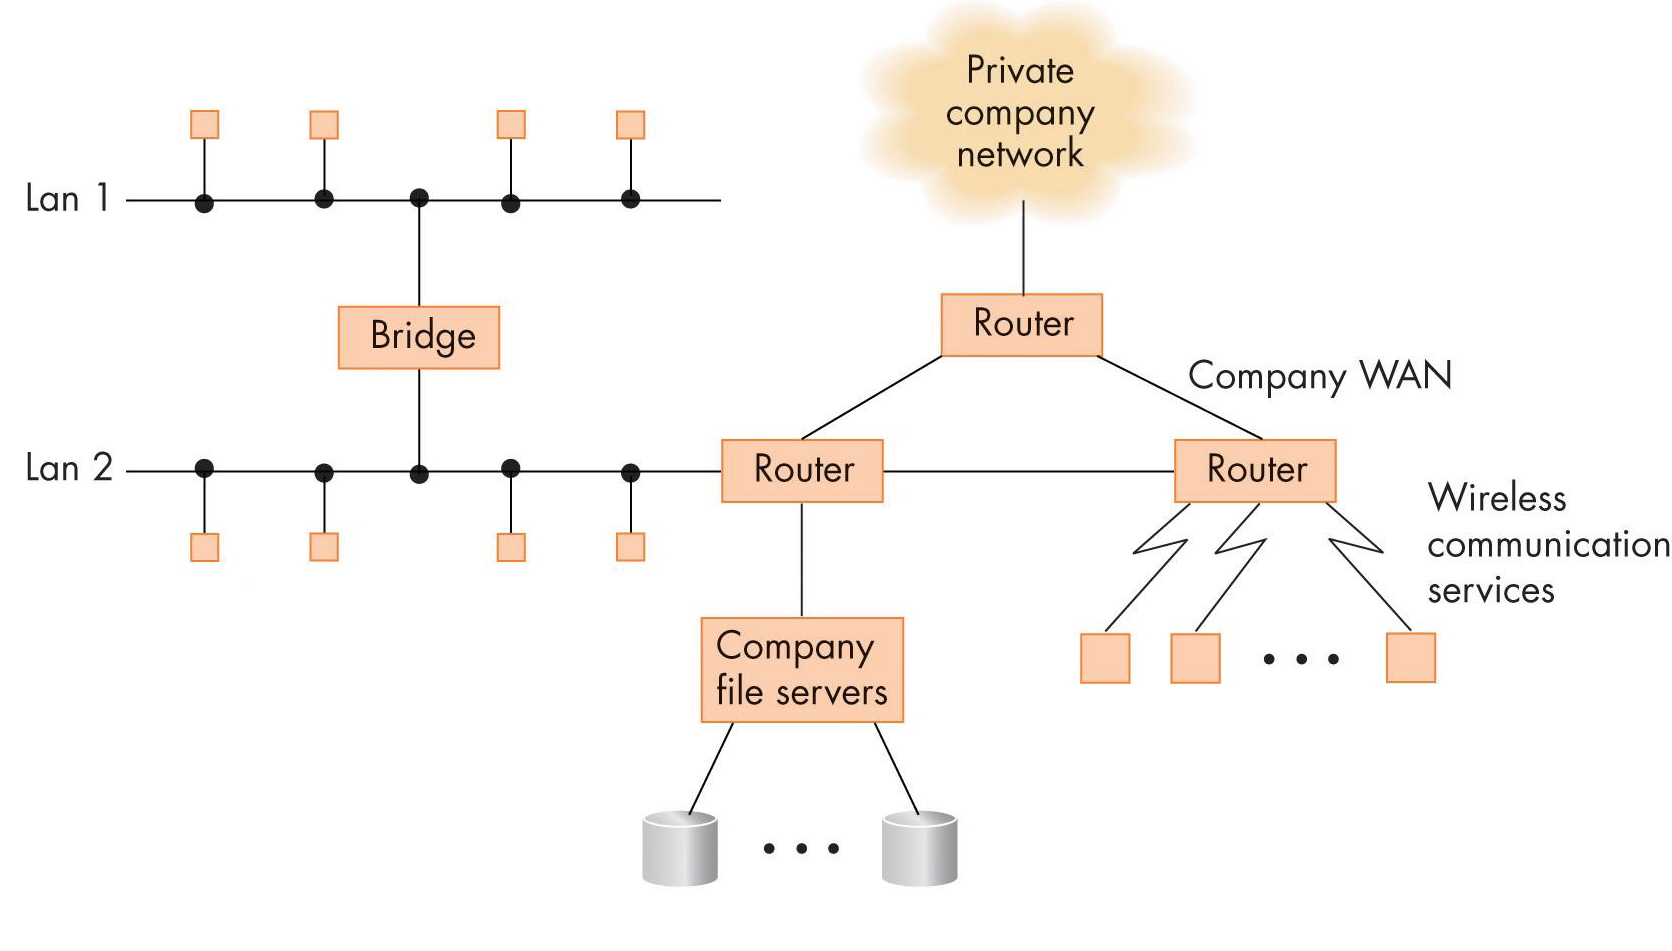 Private
company
network
Lan 1
Bridge
Router
Company WAN
Lan 2
Router
Router
Wireless
communication
services
Company
file servers